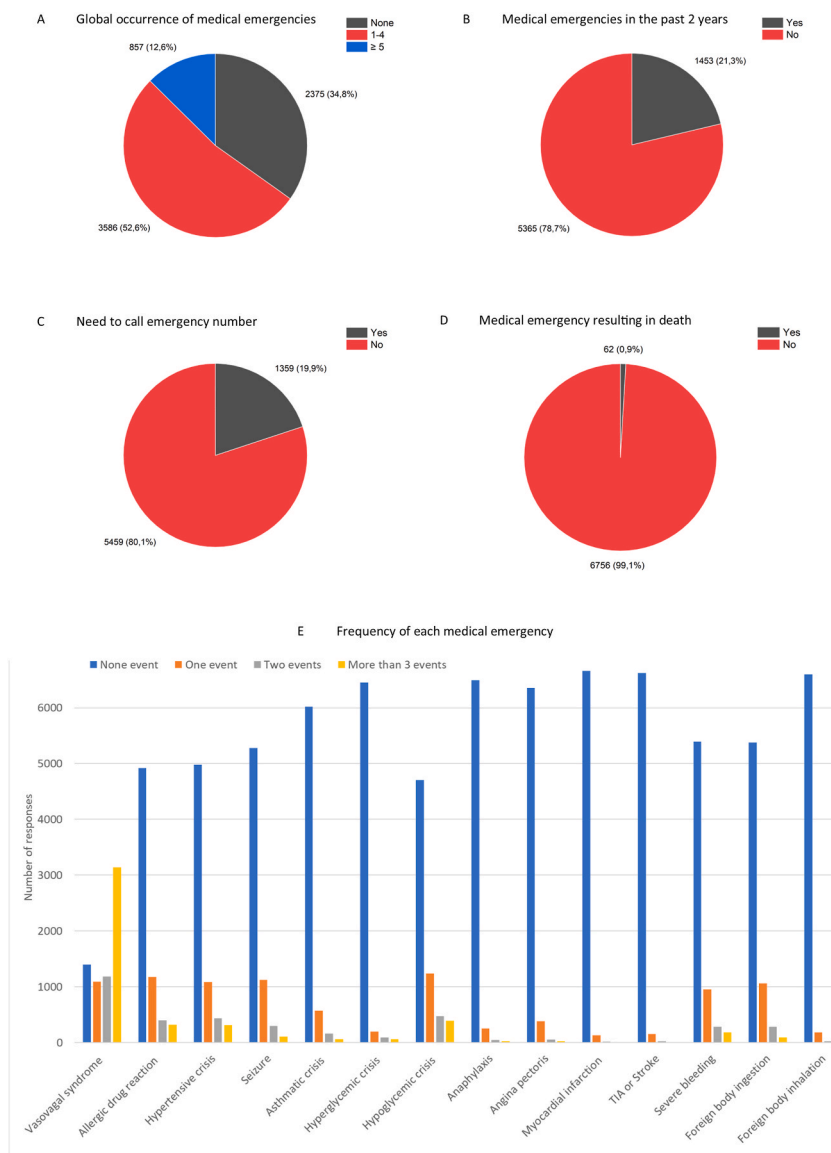 A Global occurrence of medical emergencies
None
1-4
≥ 5
857 (12,6%)
2375 (34,8%)
3586 (52,6%)
B Medical emergencies in the past 2 years
Yes
No
1453 (21,3%)
5365 (78,7%)
C Need to call emergency number
Yes
No
1359 (19,9%)
5459 (80,1%)
D Medical emergency resulting in death
Yes
No
62 (0,9%)
6756 (99,1%)
E Frequency of each medical emergency
None event One event Two events More than 3 events
Number of responses
6000
5000
4000
3000
2000
1000
0
Vasovagal syndrome
Allergic drug reaction
Hypertensive crisis
Seizure
Asthmatic crisis
Hyperglycemic crisis
Hypoglycemic crisis
Anaphylaxis
Angina pectoris
Myocardial infarction
TIA or Stroke
Severe bleeding
Foreign body ingestion
Foreign body inhalation